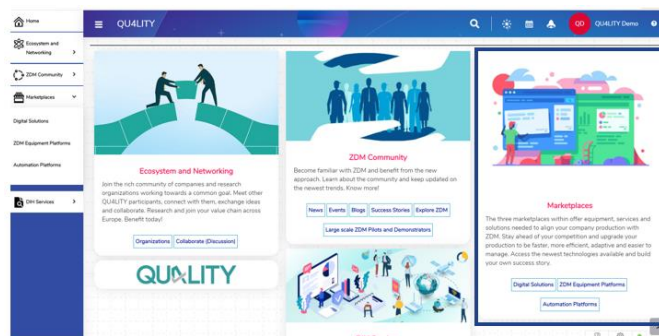 Home
Ecosystem and
Networking
ZDM Community
Marketplaces
Digital Solutions
ZDM Equipment Platforms
Automation Platforms
DIH Services
QU4LITY
QD
QU4LITY Demo
Ecosystem and Networking
Join the rich community of companies and research
organizations working towards a common goal. Meet other
QU4LITY participants, connect with them, exchange ideas
and collaborate. Research and join your value chain across
Europe. Benefit today!
Organizations Collaborate (Discussion)
QU4LITY
ZDM Community
Become familiar with ZDM and benefit from the new
approach. Learn about the community and keep updated on
the newest trends. Know more!
News Events Blogs Success Stories Explore ZDM
Large scale ZDM Pilots and Demonstrators
Marketplaces
The three marketplaces within offer equipment, services and
solutions needed to align your company production with
ZDM. Stay ahead of your competition and upgrade your
production to be faster, more efficient, adaptive and easier to
manage. Access the newest technologies available and build
your own success story.
Digital Solutions ZDM Equipment Platforms
Automation Platforms